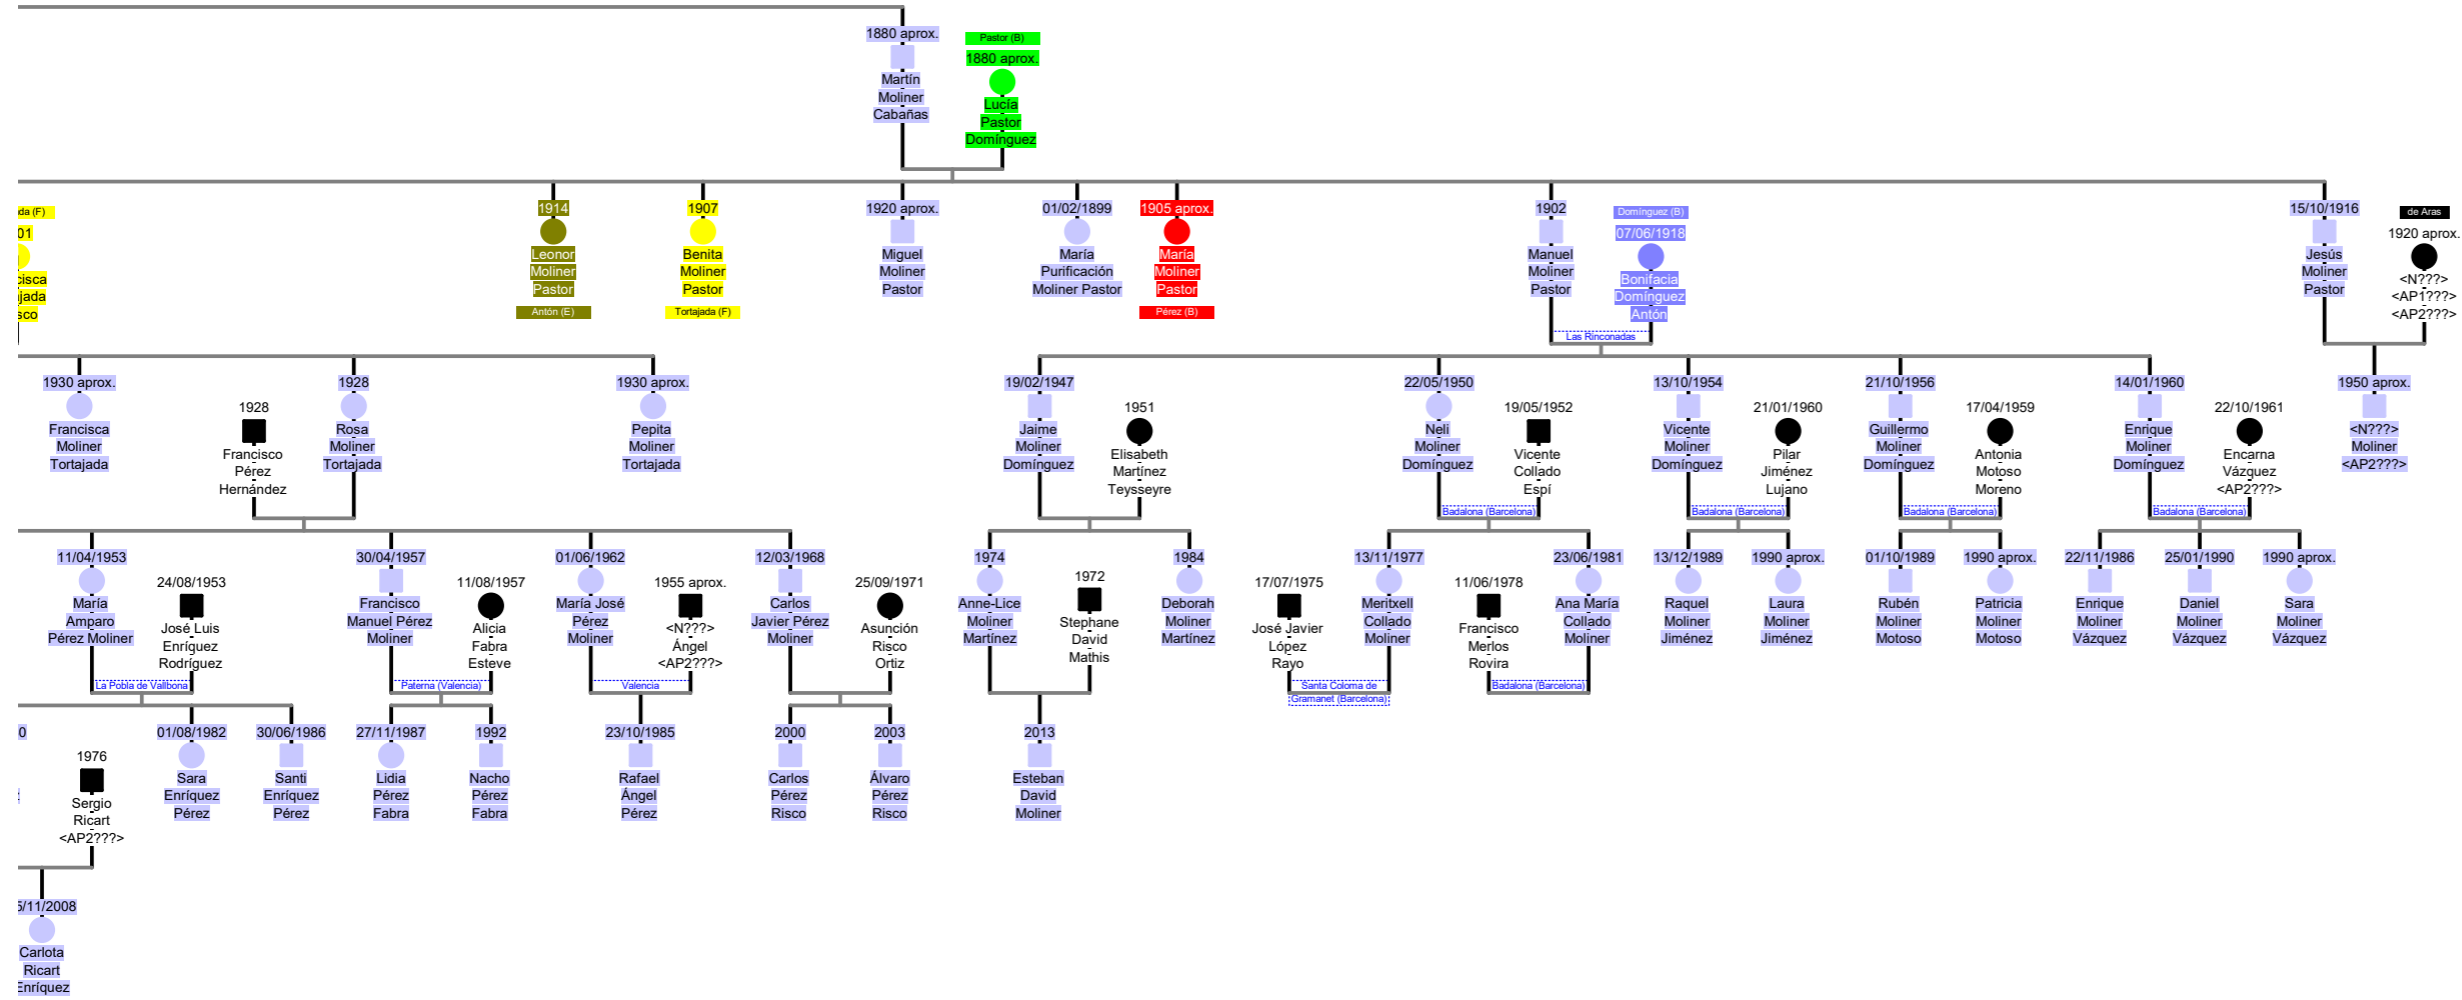 1880 aprox.
Martín
Moliner
Cabañas
Pastor (B)
1880 aprox.
Lucía
Pastor
Domínguez
1914
Leonor
Moliner
Pastor
Antón (E)
1907
Benita
Moliner
Pastor
Tortajada (F)
1920 aprox.
Miguel
Moliner
Pastor
01/02/1899
María
Purificación
Moliner Pastor
1905 aprox.
María
Moliner
Pastor
Pérez (B)
1902
Manuel
Moliner
Pastor
Domínguez (B)
07/06/1918
Bonifacia
Domínguez
Antón
Las Rinconadas
15/10/1916
Jesús
Moliner
Pastor
de Aras
1920 aprox.
<N???>
<AP1???>
<AP2???>
1930 aprox.
Francisca
Moliner
Tortajada
1928
Francisco
Pérez
Hernández
1928
Rosa
Moliner
Tortajada
1930 aprox.
Pepita
Moliner
Tortajada
19/02/1947
Jaime
Moliner
Domínguez
1951
Elisabeth
Martínez
Teysseyre
22/05/1950
Neli
Moliner
Domínguez
19/05/1952
Vicente
Collado
Espí
Badalona (Barcelona)
13/10/1954
Vicente
Moliner
Domínguez
21/01/1960
Pilar
Jiménez
Lujano
Badalona (Barcelona)
21/10/1956
Guillermo
Moliner
Domínguez
17/04/1959
Antonia
Motoso
Moreno
Badalona (Barcelona)
14/01/1960
Enrique
Moliner
Domínguez
22/10/1961
Encarna
Vázquez
<AP2???>
Badalona (Barcelona)
1950 aprox.
<N???>
Moliner
<AP2???>
11/04/1953
María
Amparo
Pérez Moliner
24/08/1953
José Luis
Enríquez
Rodríguez
La Pobla de Vallbona
30/04/1957
Francisco
Manuel Pérez
Moliner
11/08/1957
Alicia
Fabra
Esteve
Paterna (Valencia)
01/06/1962
María José
Pérez
Moliner
1955 aprox.
<N???>
Ángel
<AP2???>
Valencia
12/03/1968
Carlos
Javier Pérez
Moliner
25/09/1971
Asunción
Risco
Ortiz
1974
Anne-Lice
Moliner
Martínez
1972
Stephane
David
Mathis
1984
Deborah
Moliner
Martínez
17/07/1975
José Javier
López
Rayo
13/11/1977
Meritxell
Collado
Moliner
Santa Coloma de
Gramanet (Barcelona)
11/06/1978
Francisco
Merlos
Rovira
23/06/1981
Ana María
Collado
Moliner
Badalona (Barcelona)
13/12/1989
Raquel
Moliner
Jiménez
1990 aprox.
Laura
Moliner
Jiménez
01/10/1989
Rubén
Moliner
Motoso
1990 aprox.
Patricia
Moliner
Motoso
22/11/1986
Enrique
Moliner
Vázquez
25/01/1990
Daniel
Moliner
Vázquez
1990 aprox.
Sara
Moliner
Vázquez
1976
Sergio
Ricart
<AP2???>
01/08/1982
Sara
Enríquez
Pérez
30/06/1986
Santi
Enríquez
Pérez
27/11/1987
Lidia
Pérez
Fabra
1992
Nacho
Pérez
Fabra
23/10/1985
Rafael
Ángel
Pérez
2000
Carlos
Pérez
Risco
2003
Álvaro
Pérez
Risco
2013
Esteban
David
Moliner
5/11/2008
Carlota
Ricart
Enríquez